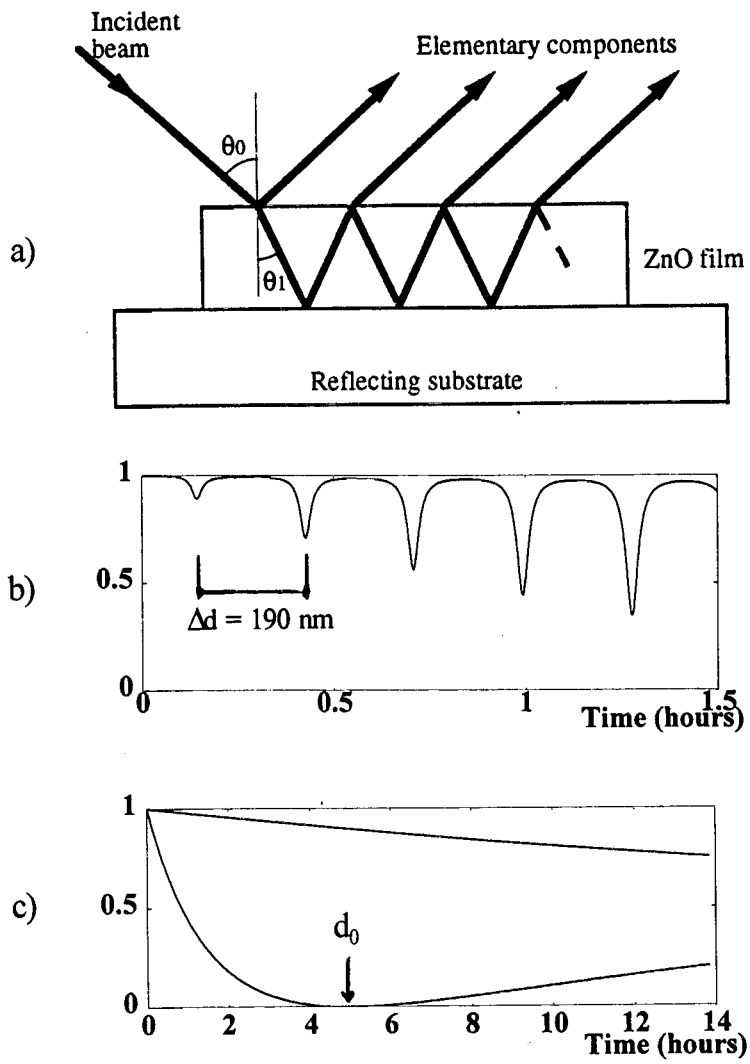 Incident
beam
Elementary components
θ0
a)
θ1
ZnO film
Reflecting substrate
b)
1
0.5
Δd = 190 nm
0
0
0.5
1
1.5
Time (hours)
c)
1
0.5
d0
0
0
2
4
6
8
10
12
14
Time (hours)